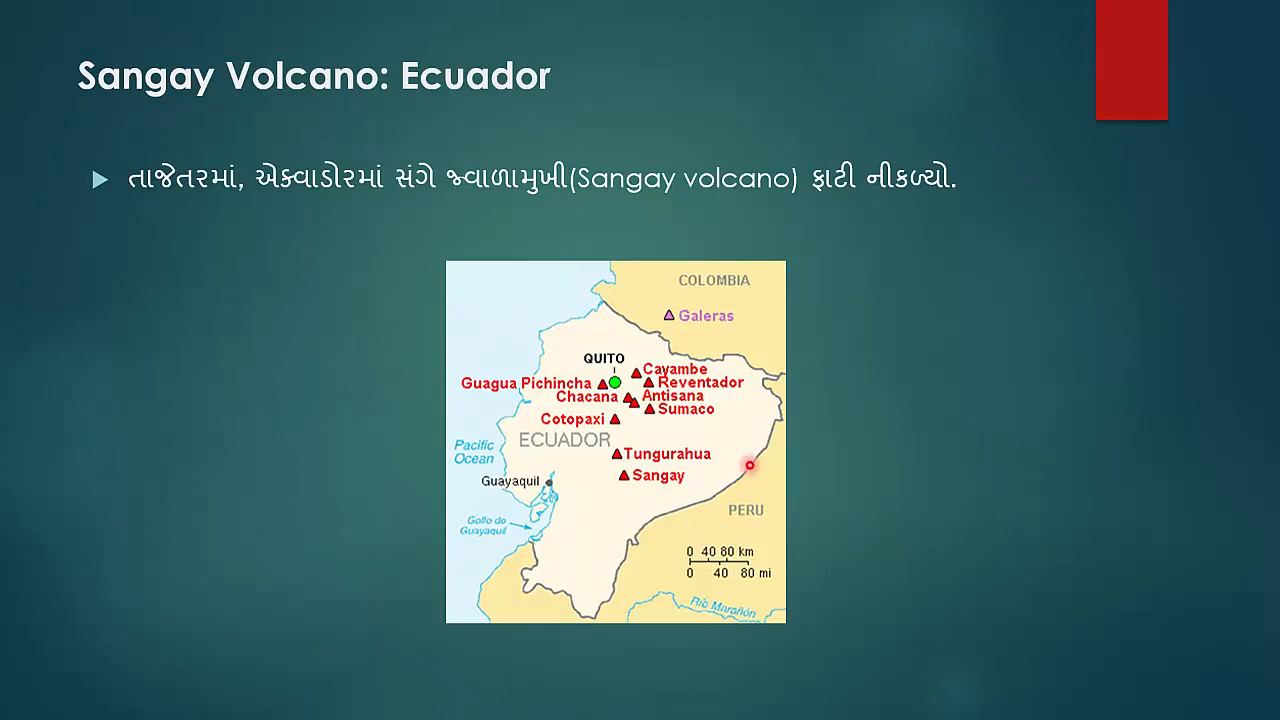 Sangay Volcano: Ecuador
તાજેતરમાં, એક્વાડોરમાં સંગે જ્વાળામુખી(Sangay volcano) ફાટી નીકળ્યો.
COLOMBIA
Galeras
QUITO
Cayambe
Guagua Pichincha
Reventador
Chacana
Antisana
Sumaco
Cotopaxi
ECUADOR
Pacific
Ocean
Tungurahua
Sangay
Guayaquil
PERU
Golfo de
Guayaquil
0 40 80 km
0 40 80 mi
Río Marañón